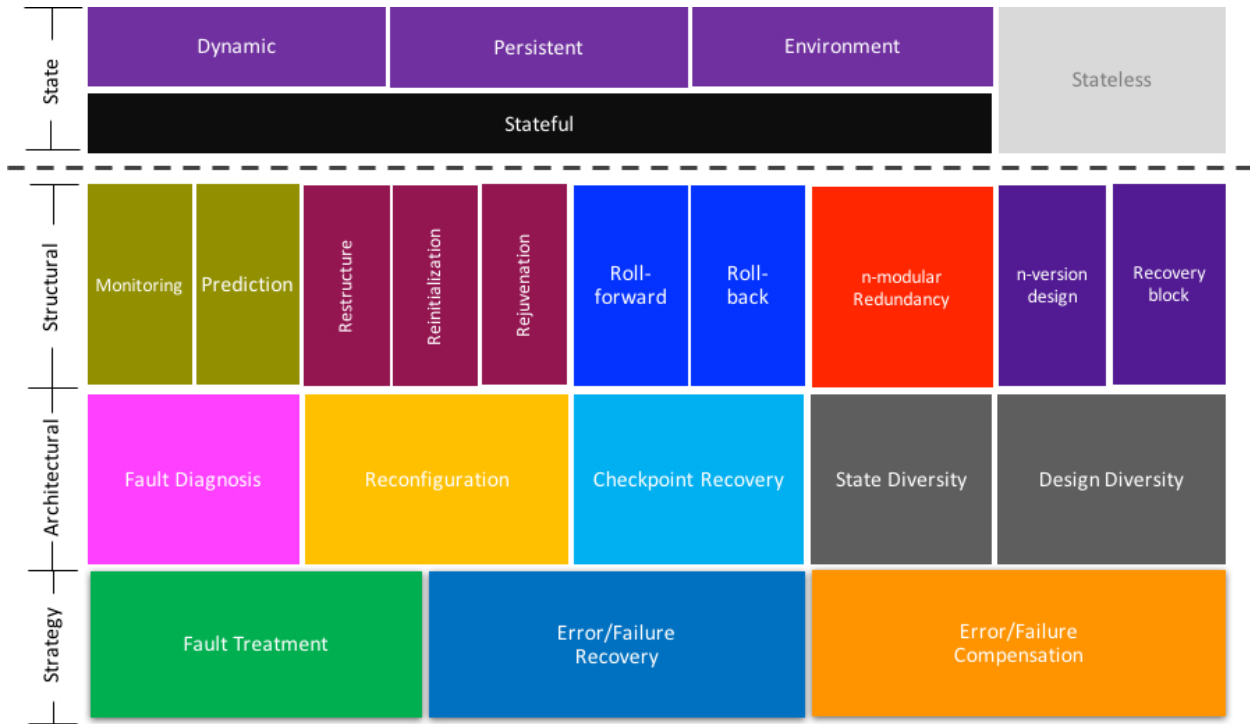 State
Dynamic
Persistent
Environment
Stateless
Stateful
Structural
Monitoring
Prediction
Restructure
Reinitialization
Rejuvenation
Roll-
forward
Roll-
back
n-modular
Redundancy
n-version
design
Recovery
block
Architectural
Fault Diagnosis
Reconfiguration
Checkpoint Recovery
State Diversity
Design Diversity
Strategy
Fault Treatment
Error/Failure
Recovery
Error/Failure
Compensation